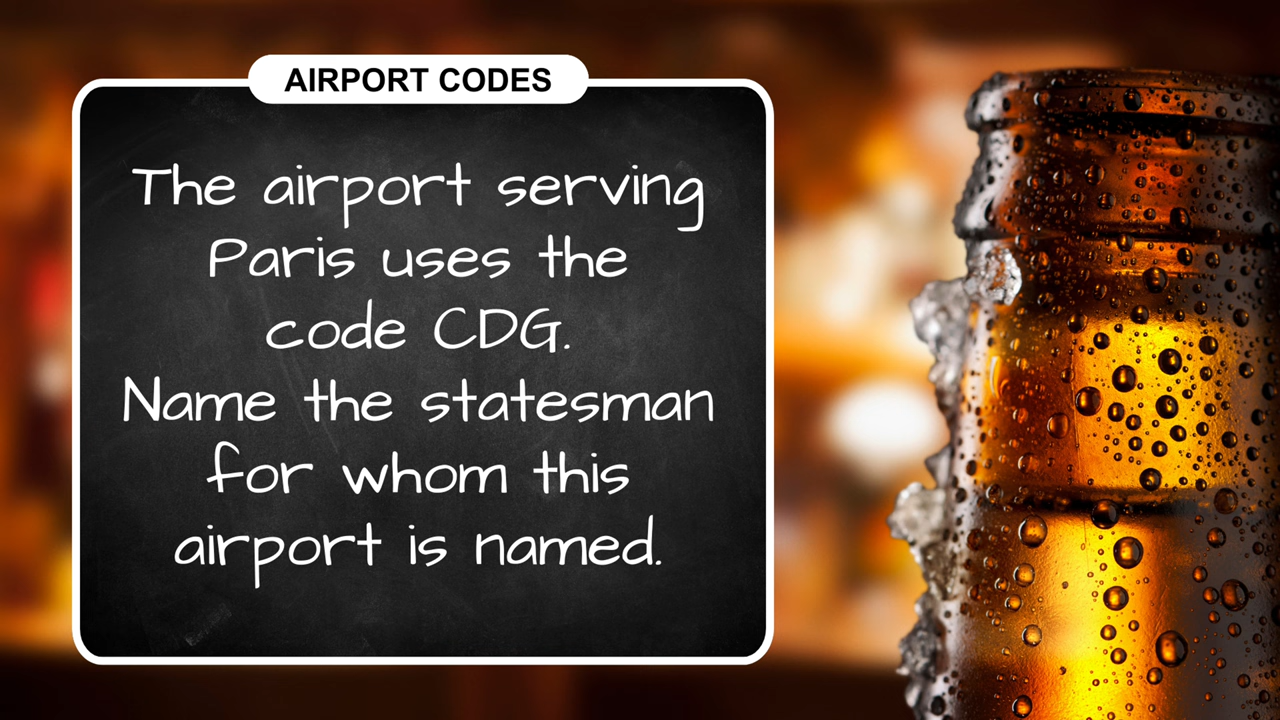 AIRPORT CODES
The airport serving
Paris uses the
code CDG.
Name the statesman
for whom this
airport is named.